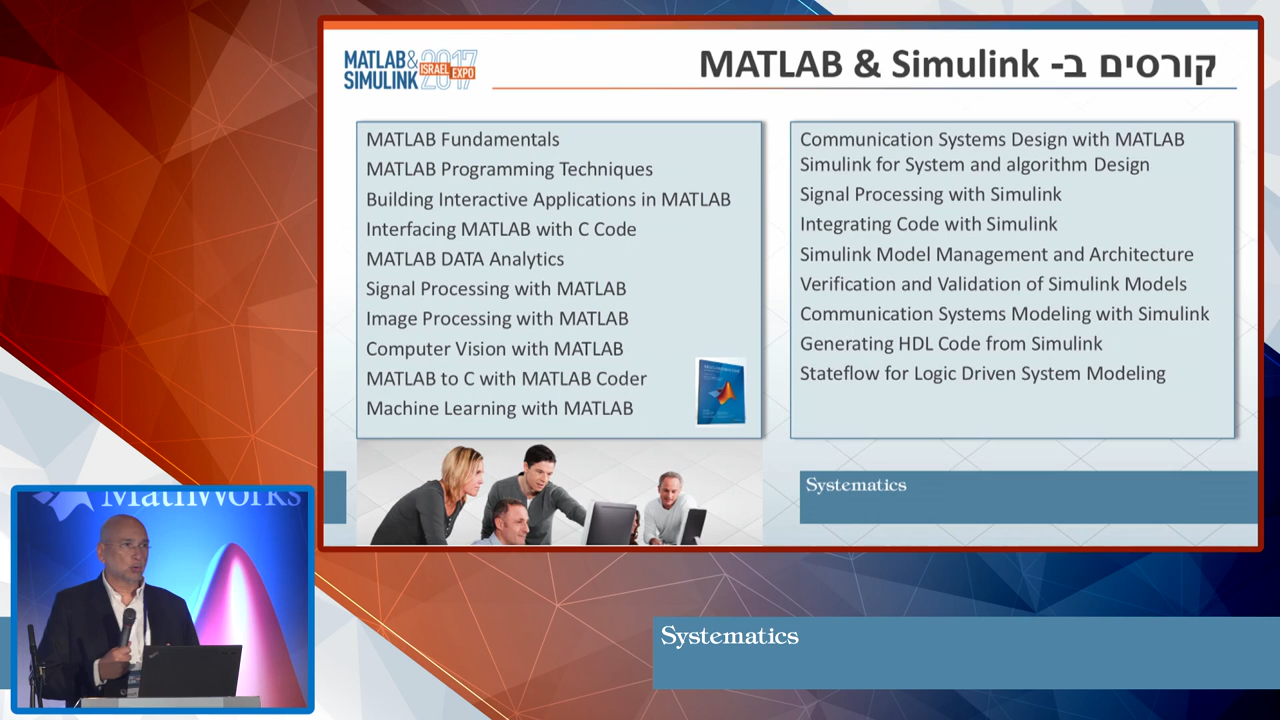 MATLAB&
SIMULINK
2017
ISRAEL EXPO
קורסים ב- MATLAB & Simulink
MATLAB Fundamentals
MATLAB Programming Techniques
Building Interactive Applications in MATLAB
Interfacing MATLAB with C Code
MATLAB DATA Analytics
Signal Processing with MATLAB
Image Processing with MATLAB
Computer Vision with MATLAB
MATLAB to C with MATLAB Coder
Machine Learning with MATLAB
Communication Systems Design with MATLAB
Simulink for System and algorithm Design
Signal Processing with Simulink
Integrating Code with Simulink
Simulink Model Management and Architecture
Verification and Validation of Simulink Models
Communication Systems Modeling with Simulink
Generating HDL Code from Simulink
Stateflow for Logic Driven System Modeling
Systematics
MathWorks
Systematics